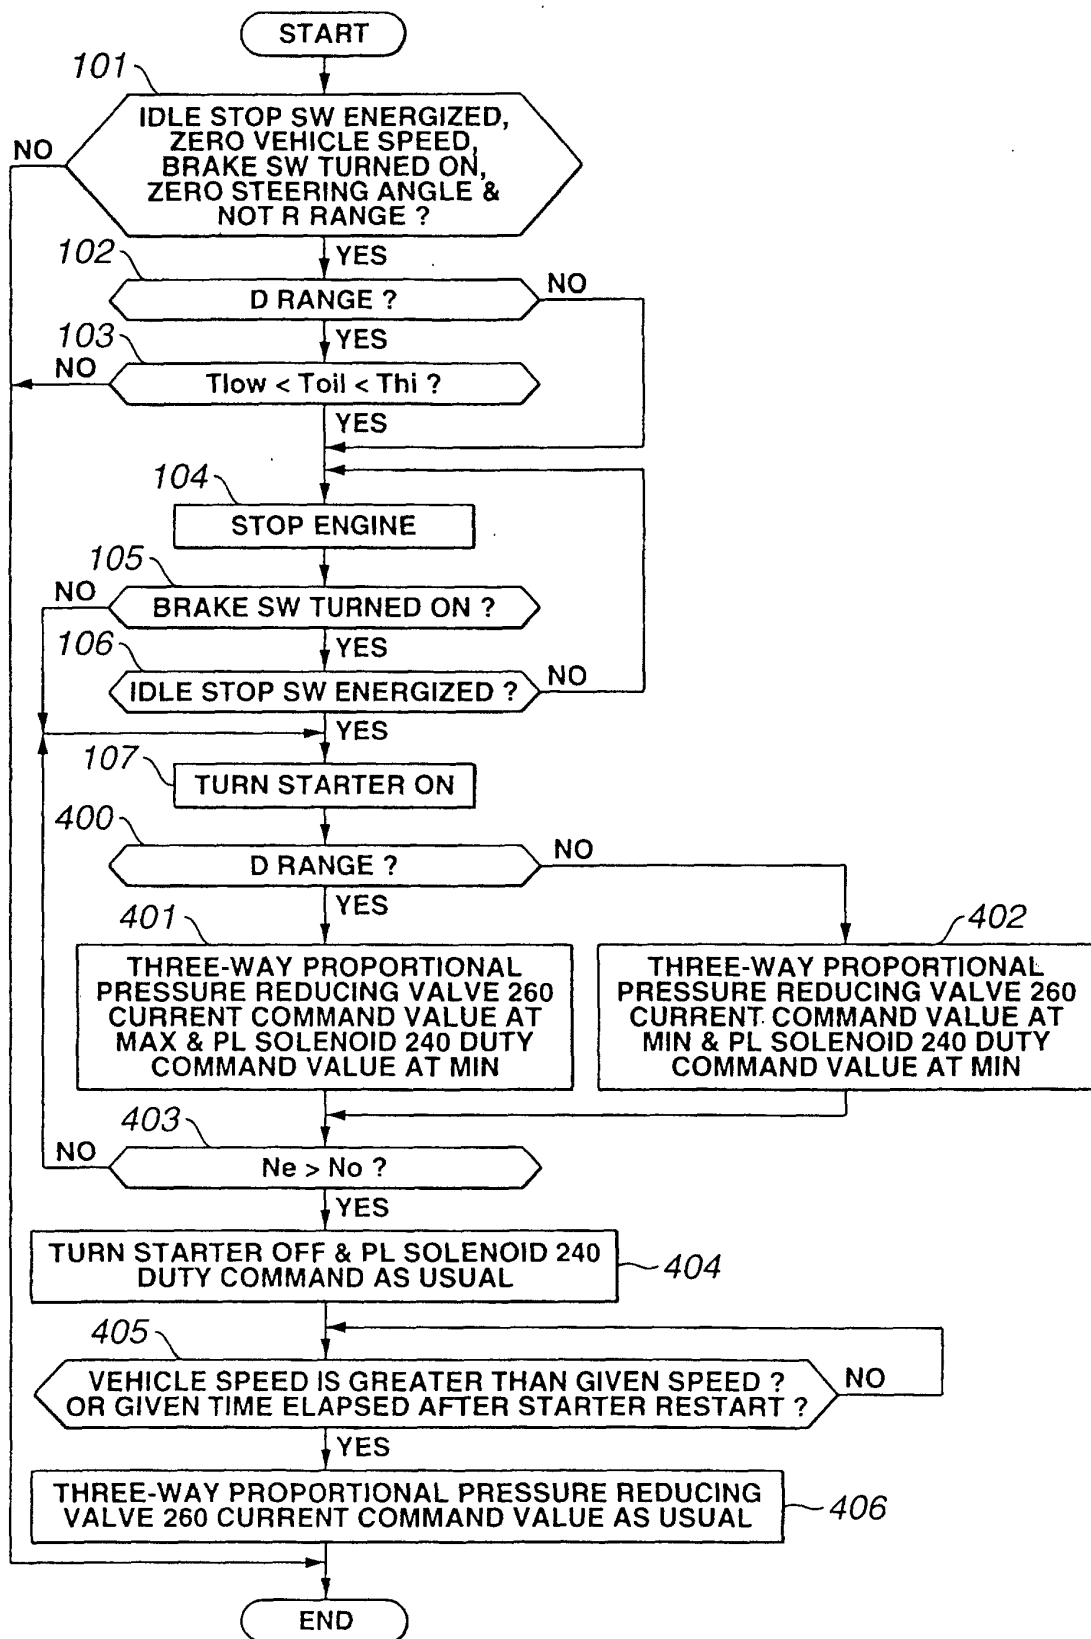 START
101
IDLE STOP SW ENERGIZED,
ZERO VEHICLE SPEED,
BRAKE SW TURNED ON,
ZERO STEERING ANGLE &
NOT R RANGE ?
NO
YES
102
D RANGE ?
NO
YES
103
Tlow < Toil < Thi ?
NO
YES
104
STOP ENGINE
105
BRAKE SW TURNED ON ?
NO
YES
106
IDLE STOP SW ENERGIZED ?
NO
YES
107
TURN STARTER ON
400
D RANGE ?
NO
YES
401
THREE-WAY PROPORTIONAL
PRESSURE REDUCING VALVE 260
CURRENT COMMAND VALUE AT
MAX & PL SOLENOID 240 DUTY
COMMAND VALUE AT MIN
402
THREE-WAY PROPORTIONAL
PRESSURE REDUCING VALVE 260
CURRENT COMMAND VALUE AT
MIN & PL SOLENOID 240 DUTY
COMMAND VALUE AT MIN
403
Ne > No ?
NO
YES
TURN STARTER OFF & PL SOLENOID 240
DUTY COMMAND AS USUAL
404
405
VEHICLE SPEED IS GREATER THAN GIVEN SPEED ?
OR GIVEN TIME ELAPSED AFTER STARTER RESTART ?
NO
YES
THREE-WAY PROPORTIONAL PRESSURE REDUCING
VALVE 260 CURRENT COMMAND VALUE AS USUAL
406
END